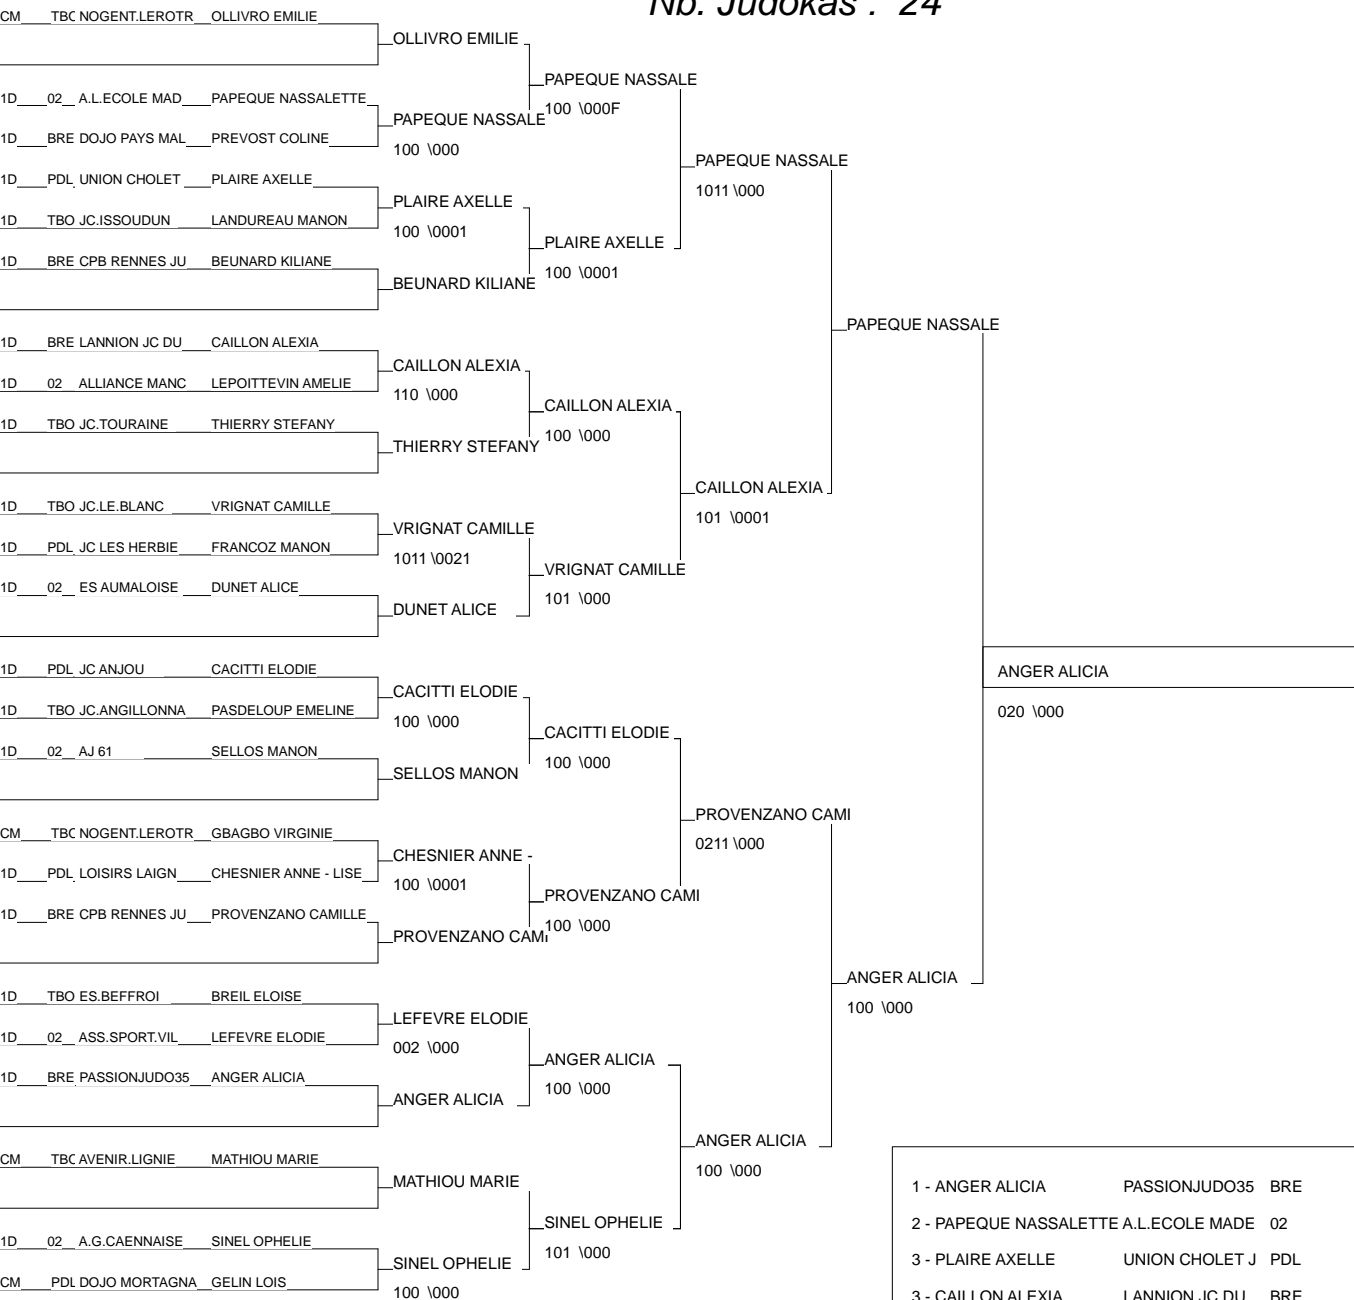 Nb. Judokas : 24
CM TBO NOGENT.LEROTR OLLIVRO EMILIE
OLLIVRO EMILIE
PAPEQUE NASSALE
100 \000F
1D 02 A.L.ECOLE MAD PAPEQUE NASSALETTE
PAPEQUE NASSALE
100 \000
1D BRE DOJO PAYS MAL PREVOST COLINE
PAPEQUE NASSALE
1011 \000
1D PDL UNION CHOLET PLAIRE AXELLE
PLAIRE AXELLE
100 \0001
1D TBO JC.ISSOUDUN LANDUREAU MANON
PLAIRE AXELLE
100 \0001
1D BRE CPB RENNES JU BEUNARD KILIANE
BEUNARD KILIANE
PAPEQUE NASSALE
1D BRE LANNION JC DU CAILLON ALEXIA
CAILLON ALEXIA
110 \000
1D 02 ALLIANCE MANC LEPOITTEVIN AMELIE
CAILLON ALEXIA
100 \000
1D TBO JC.TOURAINE THIERRY STEFANY
THIERRY STEFANY
CAILLON ALEXIA
101 \0001
1D TBO JC.LE.BLANC VRIGNAT CAMILLE
VRIGNAT CAMILLE
1011 \0021
1D PDL JC LES HERBIE FRANCOZ MANON
VRIGNAT CAMILLE
101 \000
1D 02 ES AUMALOISE DUNET ALICE
DUNET ALICE
ANGER ALICIA
020 \000
1D PDL JC ANJOU CACITTI ELODIE
CACITTI ELODIE
100 \000
1D TBO JC.ANGILLONNA PASDELOUP EMELINE
CACITTI ELODIE
100 \000
1D 02 AJ 61 SELLOS MANON
SELLOS MANON
PROVENZANO CAMI
0211 \000
CM TBO NOGENT.LEROTR GBAGBO VIRGINIE
CHESNIER ANNE -
100 \0001
1D PDL LOISIRS LAIGN CHESNIER ANNE - LISE
PROVENZANO CAMI
100 \000
1D BRE CPB RENNES JU PROVENZANO CAMILLE
PROVENZANO CAMI
ANGER ALICIA
100 \000
1D TBO ES.BEFFROI BREIL ELOISE
LEFEVRE ELODIE
002 \000
1D 02 ASS.SPORT.VIL LEFEVRE ELODIE
ANGER ALICIA
100 \000
1D BRE PASSIONJUDO35 ANGER ALICIA
ANGER ALICIA
ANGER ALICIA
100 \000
CM TBO AVENIR.LIGNIE MATHIOU MARIE
MATHIOU MARIE
SINEL OPHELIE
101 \000
1D 02 A.G.CAENNAISE SINEL OPHELIE
SINEL OPHELIE
100 \000
CM PDL DOJO MORTAGNA GELIN LOIS
1 - ANGER ALICIA PASSIONJUDO35 BRE
2 - PAPEQUE NASSALETTE A.L.ECOLE MADE 02
3 - PLAIRE AXELLE UNION CHOLET J PDL
3 - CAILLON ALEXIA LANNION JC DU BRE